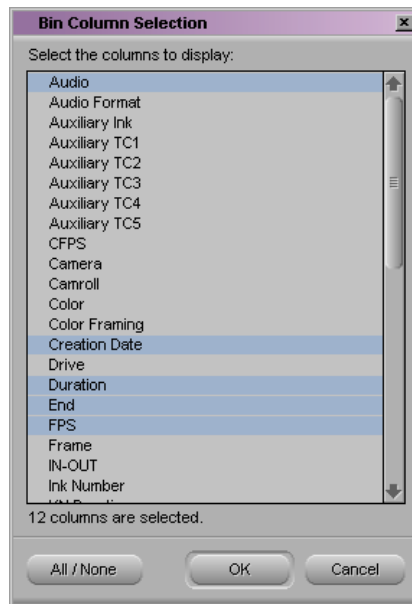 Bin Column Selection
Select the columns to display:
Audio
Audio Format
Auxiliary Ink
Auxiliary TC1
Auxiliary TC2
Auxiliary TC3
Auxiliary TC4
Auxiliary TC5
CFPS
Camera
Camroll
Color
Color Framing
Creation Date
Drive
Duration
End
FPS
Frame
IN-OUT
Ink Number
12 columns are selected.
All / None OK Cancel